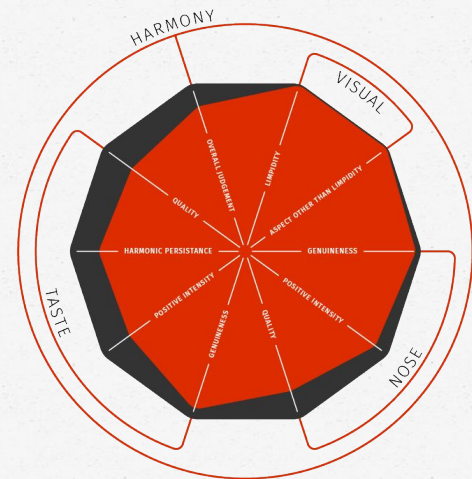 HARMONY
VISUAL
OVERALL JUDGEMENT
LIMPIDITY
ASPECT OTHER THAN LIMPIDITY
QUALITY
HARMONIC PERSISTANCE
GENUINENESS
POSITIVE INTENSITY
GENUINENESS
QUALITY
POSITIVE INTENSITY
TASTE
NOSE